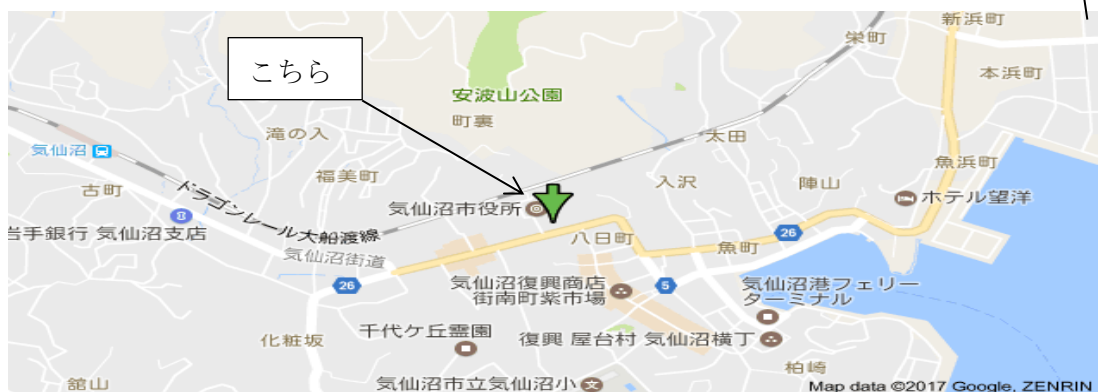 新浜町
栄町
こちら
本浜町
安波山公園
町裏
滝の入
太田
気仙沼
魚浜町
福美町
入沢
陣山
古町
ドラゴンレール大船渡線
気仙沼市役所
ホテル望洋
岩手銀行 気仙沼支店
八日町
26
魚町
気仙沼街道
26
気仙沼復興商店
街南町紫市場
5
気仙沼港フェリー
ターミナル
化粧坂
千代ケ丘霊園
復興 屋台村 気仙沼横丁
柏崎
舘山
気仙沼市立気仙沼小
Map data ©2017 Google, ZENRIN